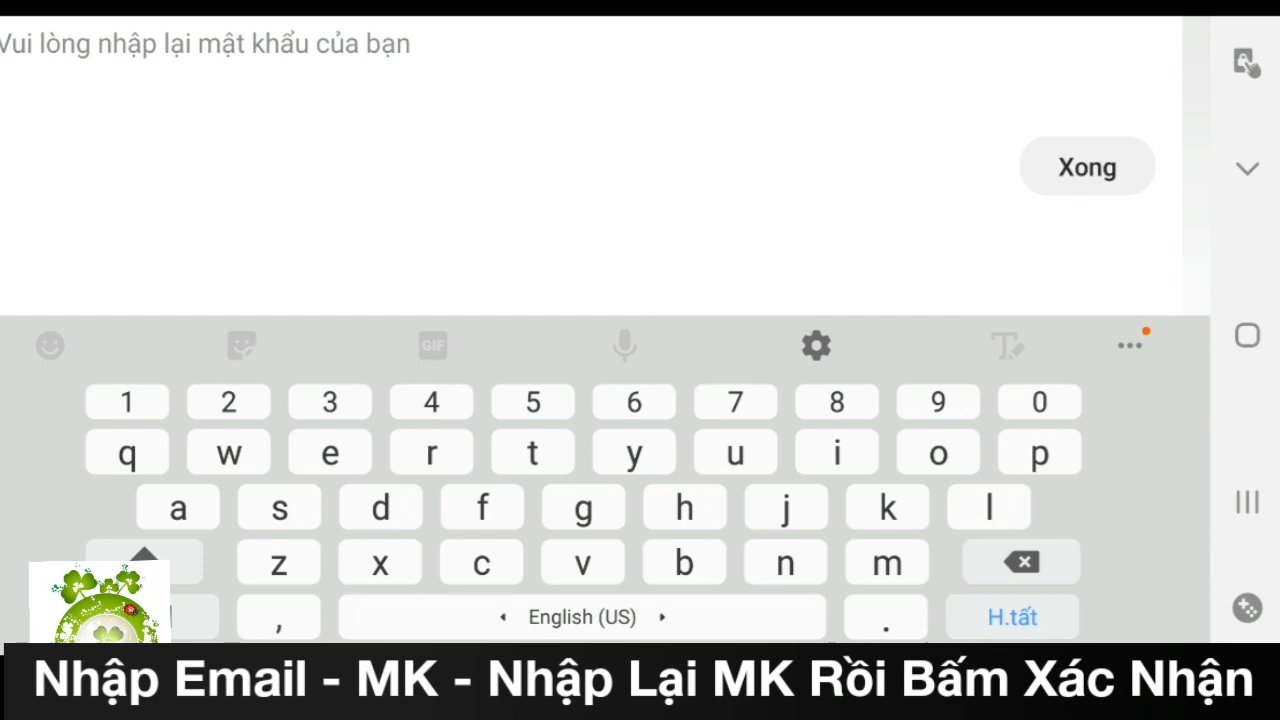 Vui lòng nhập lại mật khẩu của bạn
Xong
GIF
1 2 3 4 5 6 7 8 9 0
q w e r t y u i o p
a s d f g h j k l
z x c v b n m
, English (US) . H.tất
Nhập Email - MK - Nhập Lại MK Rồi Bấm Xác Nhận